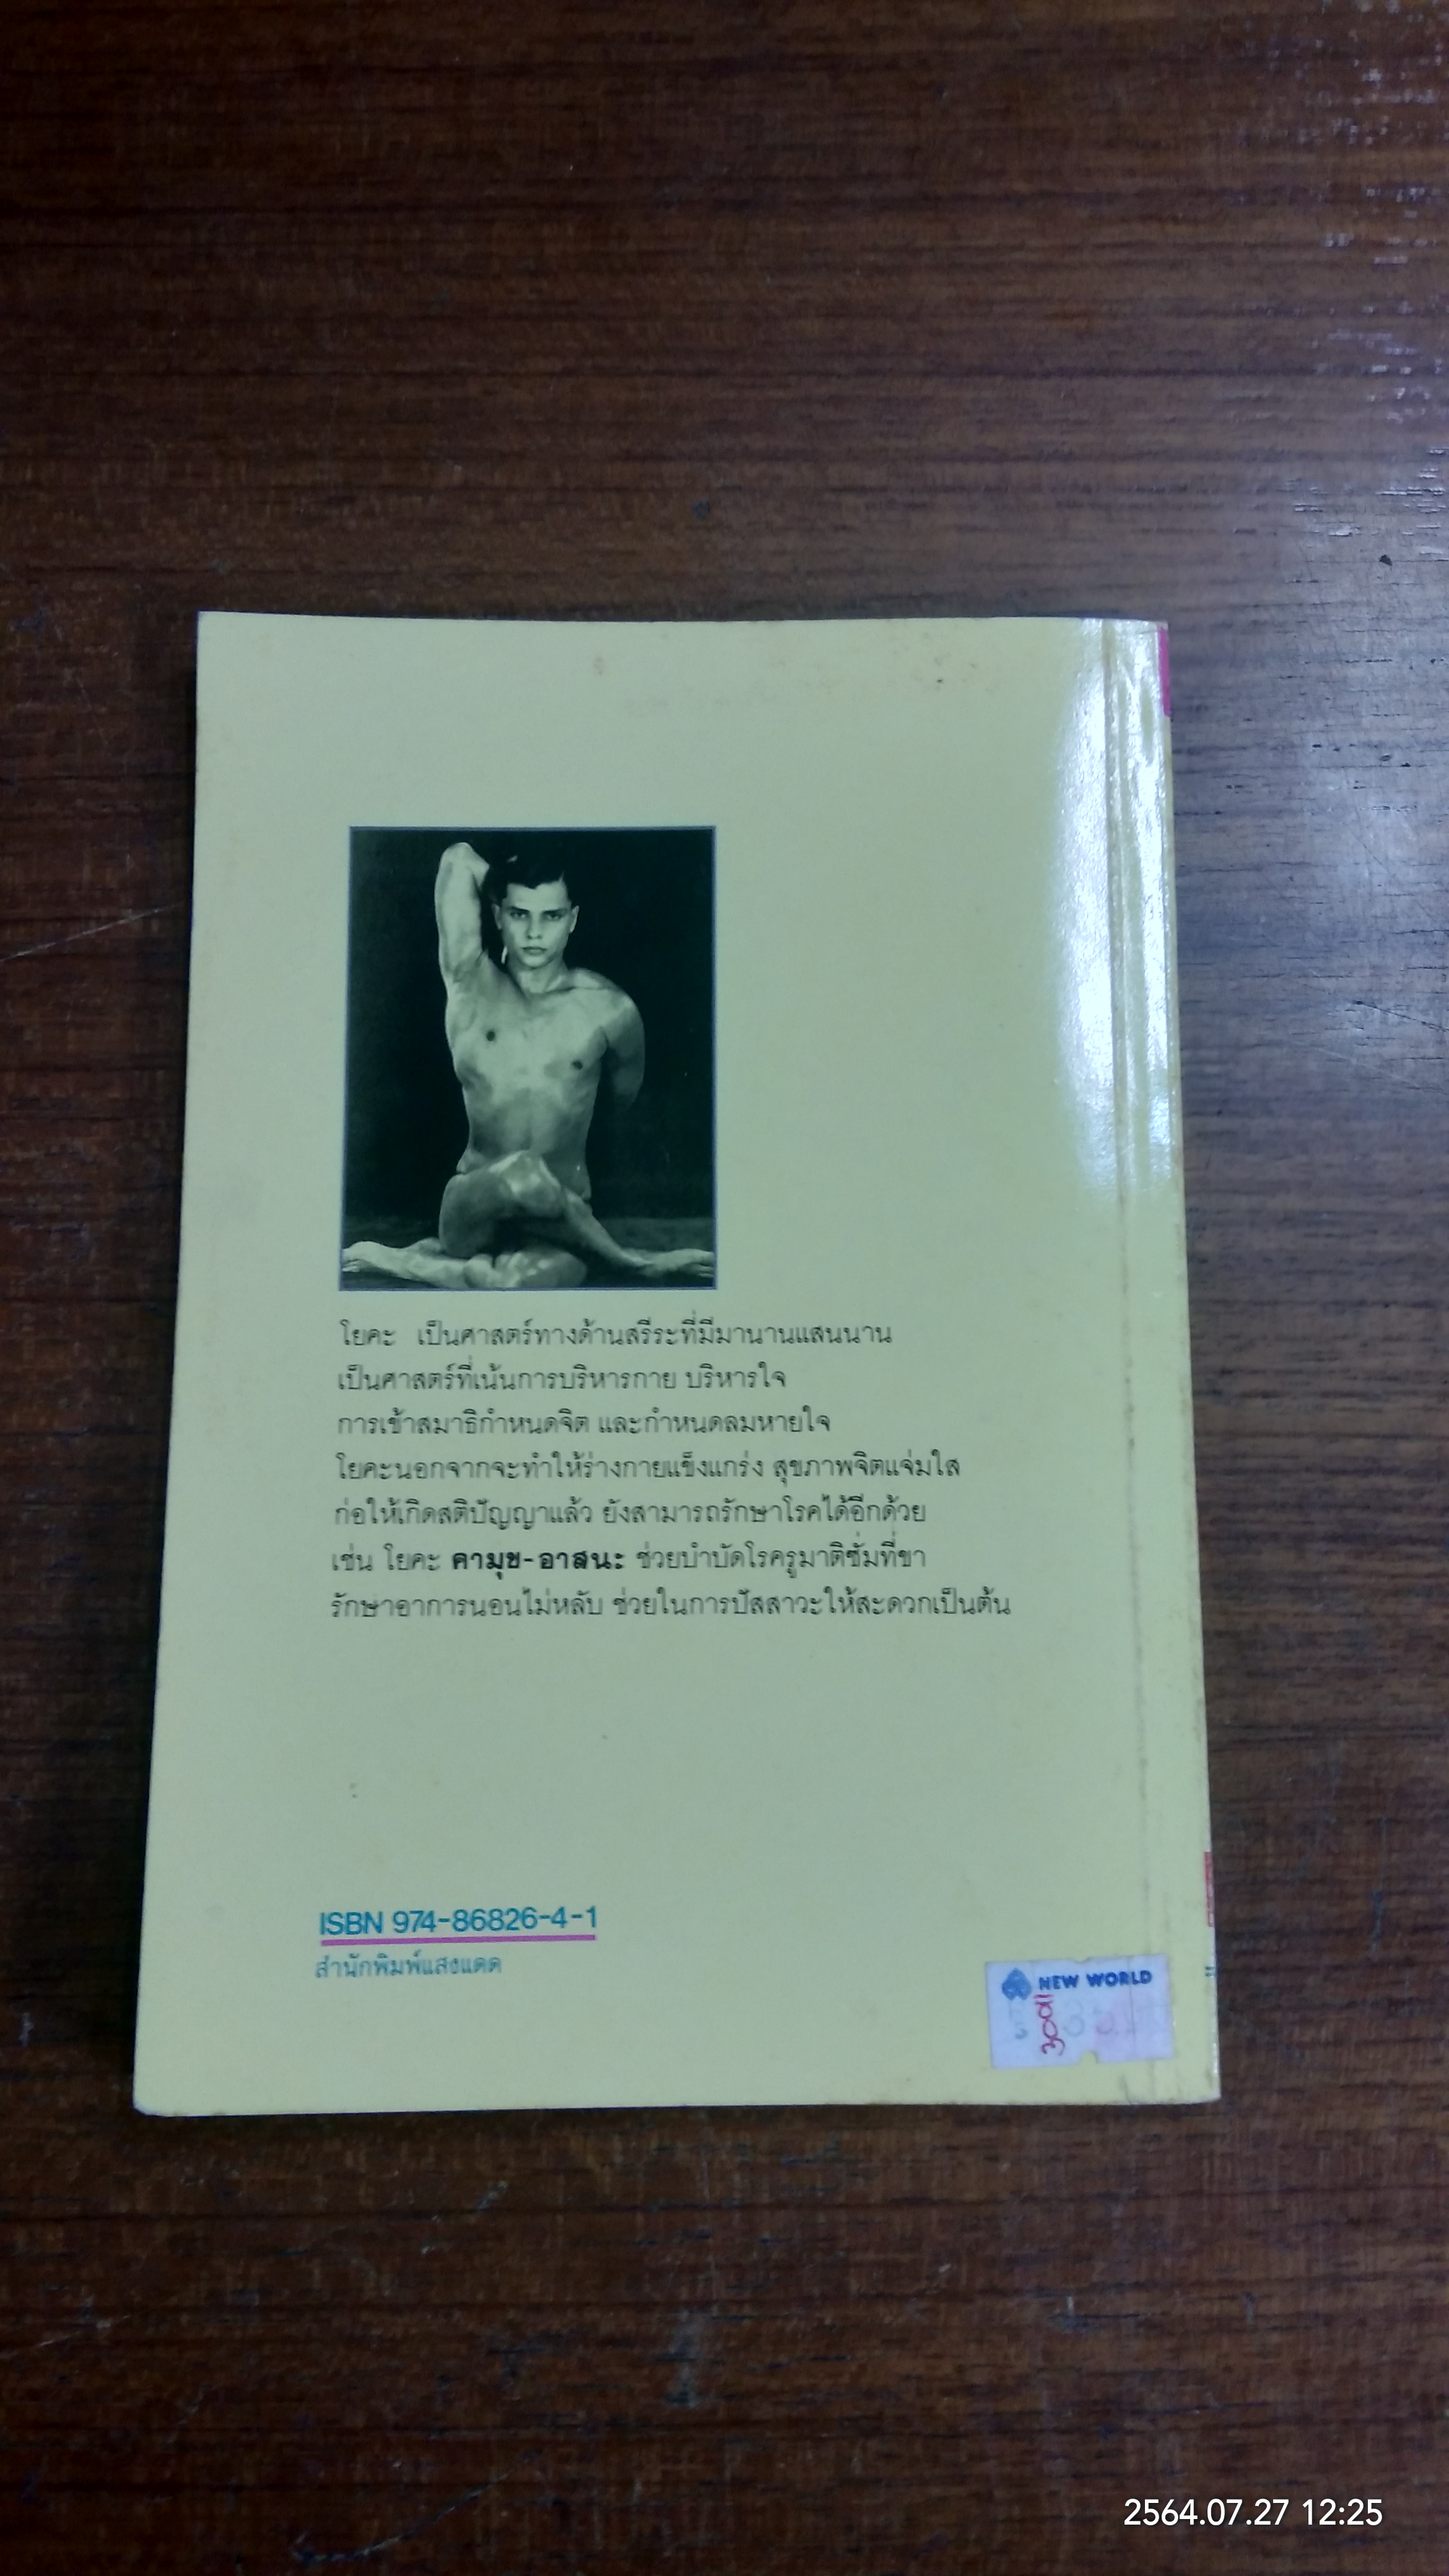 โยคะ เป็นศาสตร์ทางด้านสรีระที่มีมานานแสนนาน
เป็นศาสตร์ที่เน้นการบริหารกาย บริหารใจ
การเข้าสมาธิกำหนดจิต และกำหนดลมหายใจ
โยคะนอกจากจะทำให้ร่างกายแข็งแกร่ง สุขภาพจิตแจ่มใส
ก่อให้เกิดสติปัญญาแล้ว ยังสามารถรักษาโรคได้อีกด้วย
เช่น โยคะ คามุข-อาสนะ ช่วยบำบัดโรครูมาติซั่มที่ขา
รักษาอาการนอนไม่หลับ ช่วยในการปัสสาวะให้สะดวกเป็นต้น
ISBN 974-86826-4-1
สำนักพิมพ์แสงแดด
NEW WORLD
2564.07.27 12:25